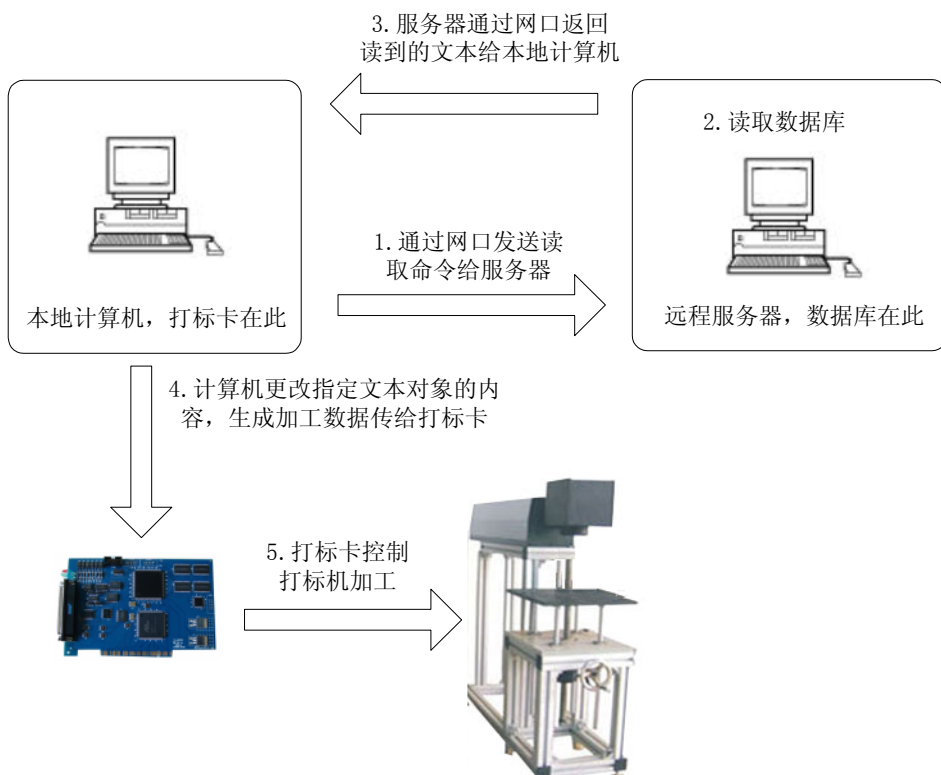 3.服务器通过网口返回
读到的文本给本地计算机
2.读取数据库
1.通过网口发送读
取命令给服务器
本地计算机，打标卡在此
远程服务器，数据库在此
4.计算机更改指定文本对象的内
容，生成加工数据传给打标卡
5.打标卡控制
打标机加工